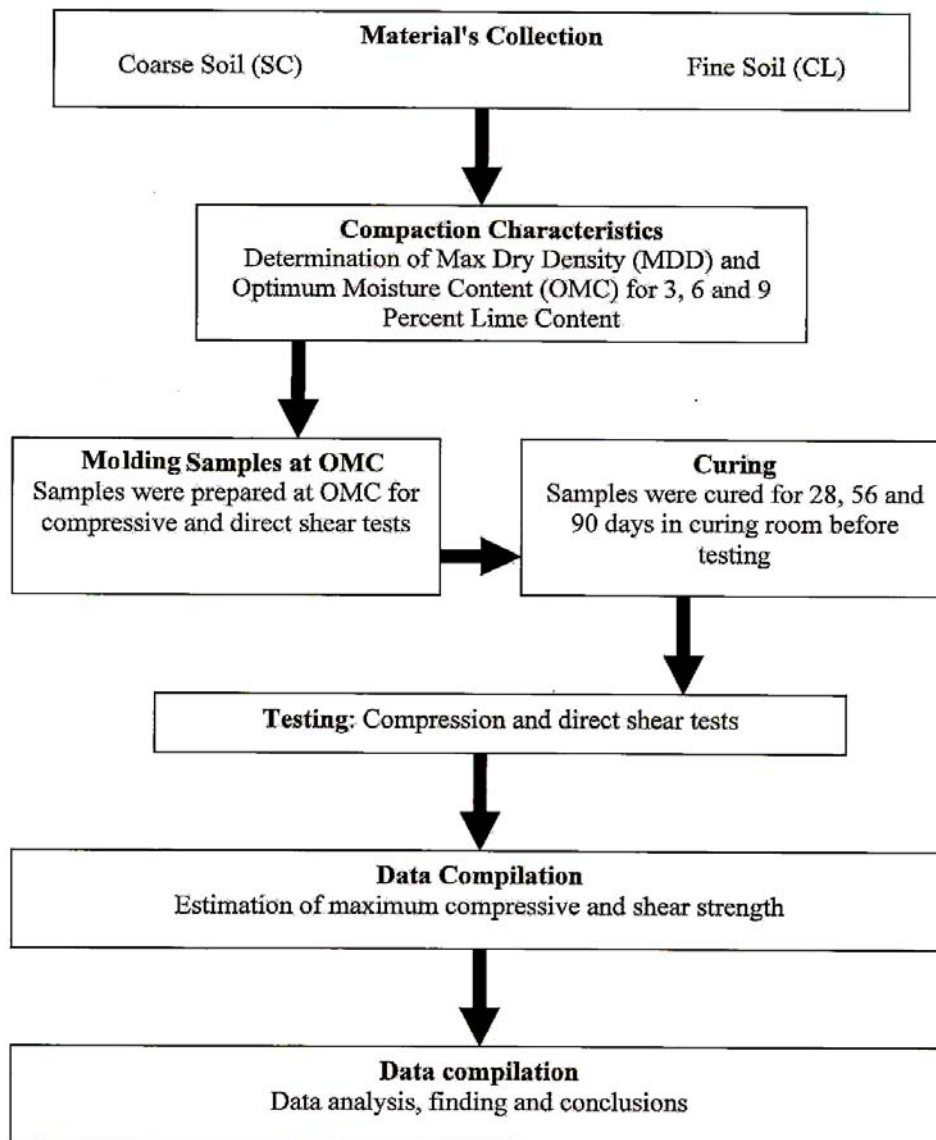 Material's Collection
Coarse Soil (SC) Fine Soil (CL)
Compaction Characteristics
Determination of Max Dry Density (MDD) and
Optimum Moisture Content (OMC) for 3, 6 and 9
Percent Lime Content
Molding Samples at OMC
Samples were prepared at OMC for
compressive and direct shear tests
Curing
Samples were cured for 28, 56 and
90 days in curing room before
testing
Testing: Compression and direct shear tests
Data Compilation
Estimation of maximum compressive and shear strength
Data compilation
Data analysis, finding and conclusions